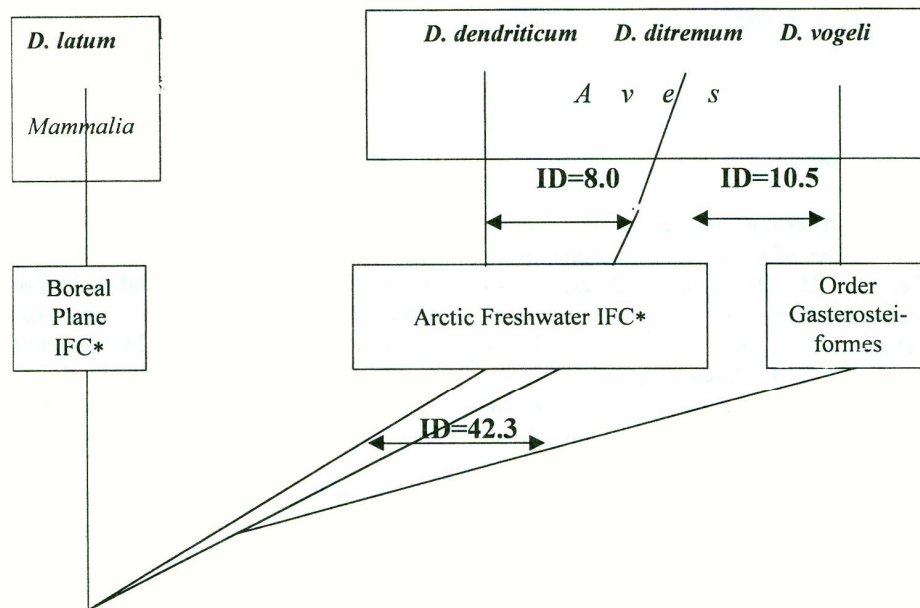 D. latum
D. dendriticum D. ditremum D. vogeli
A v e s
Mammalia
ID=8.0 ID=10.5
Boreal
Plane
IFC*
Arctic Freshwater IFC*
Order
Gasterostei-
formes
ID=42.3